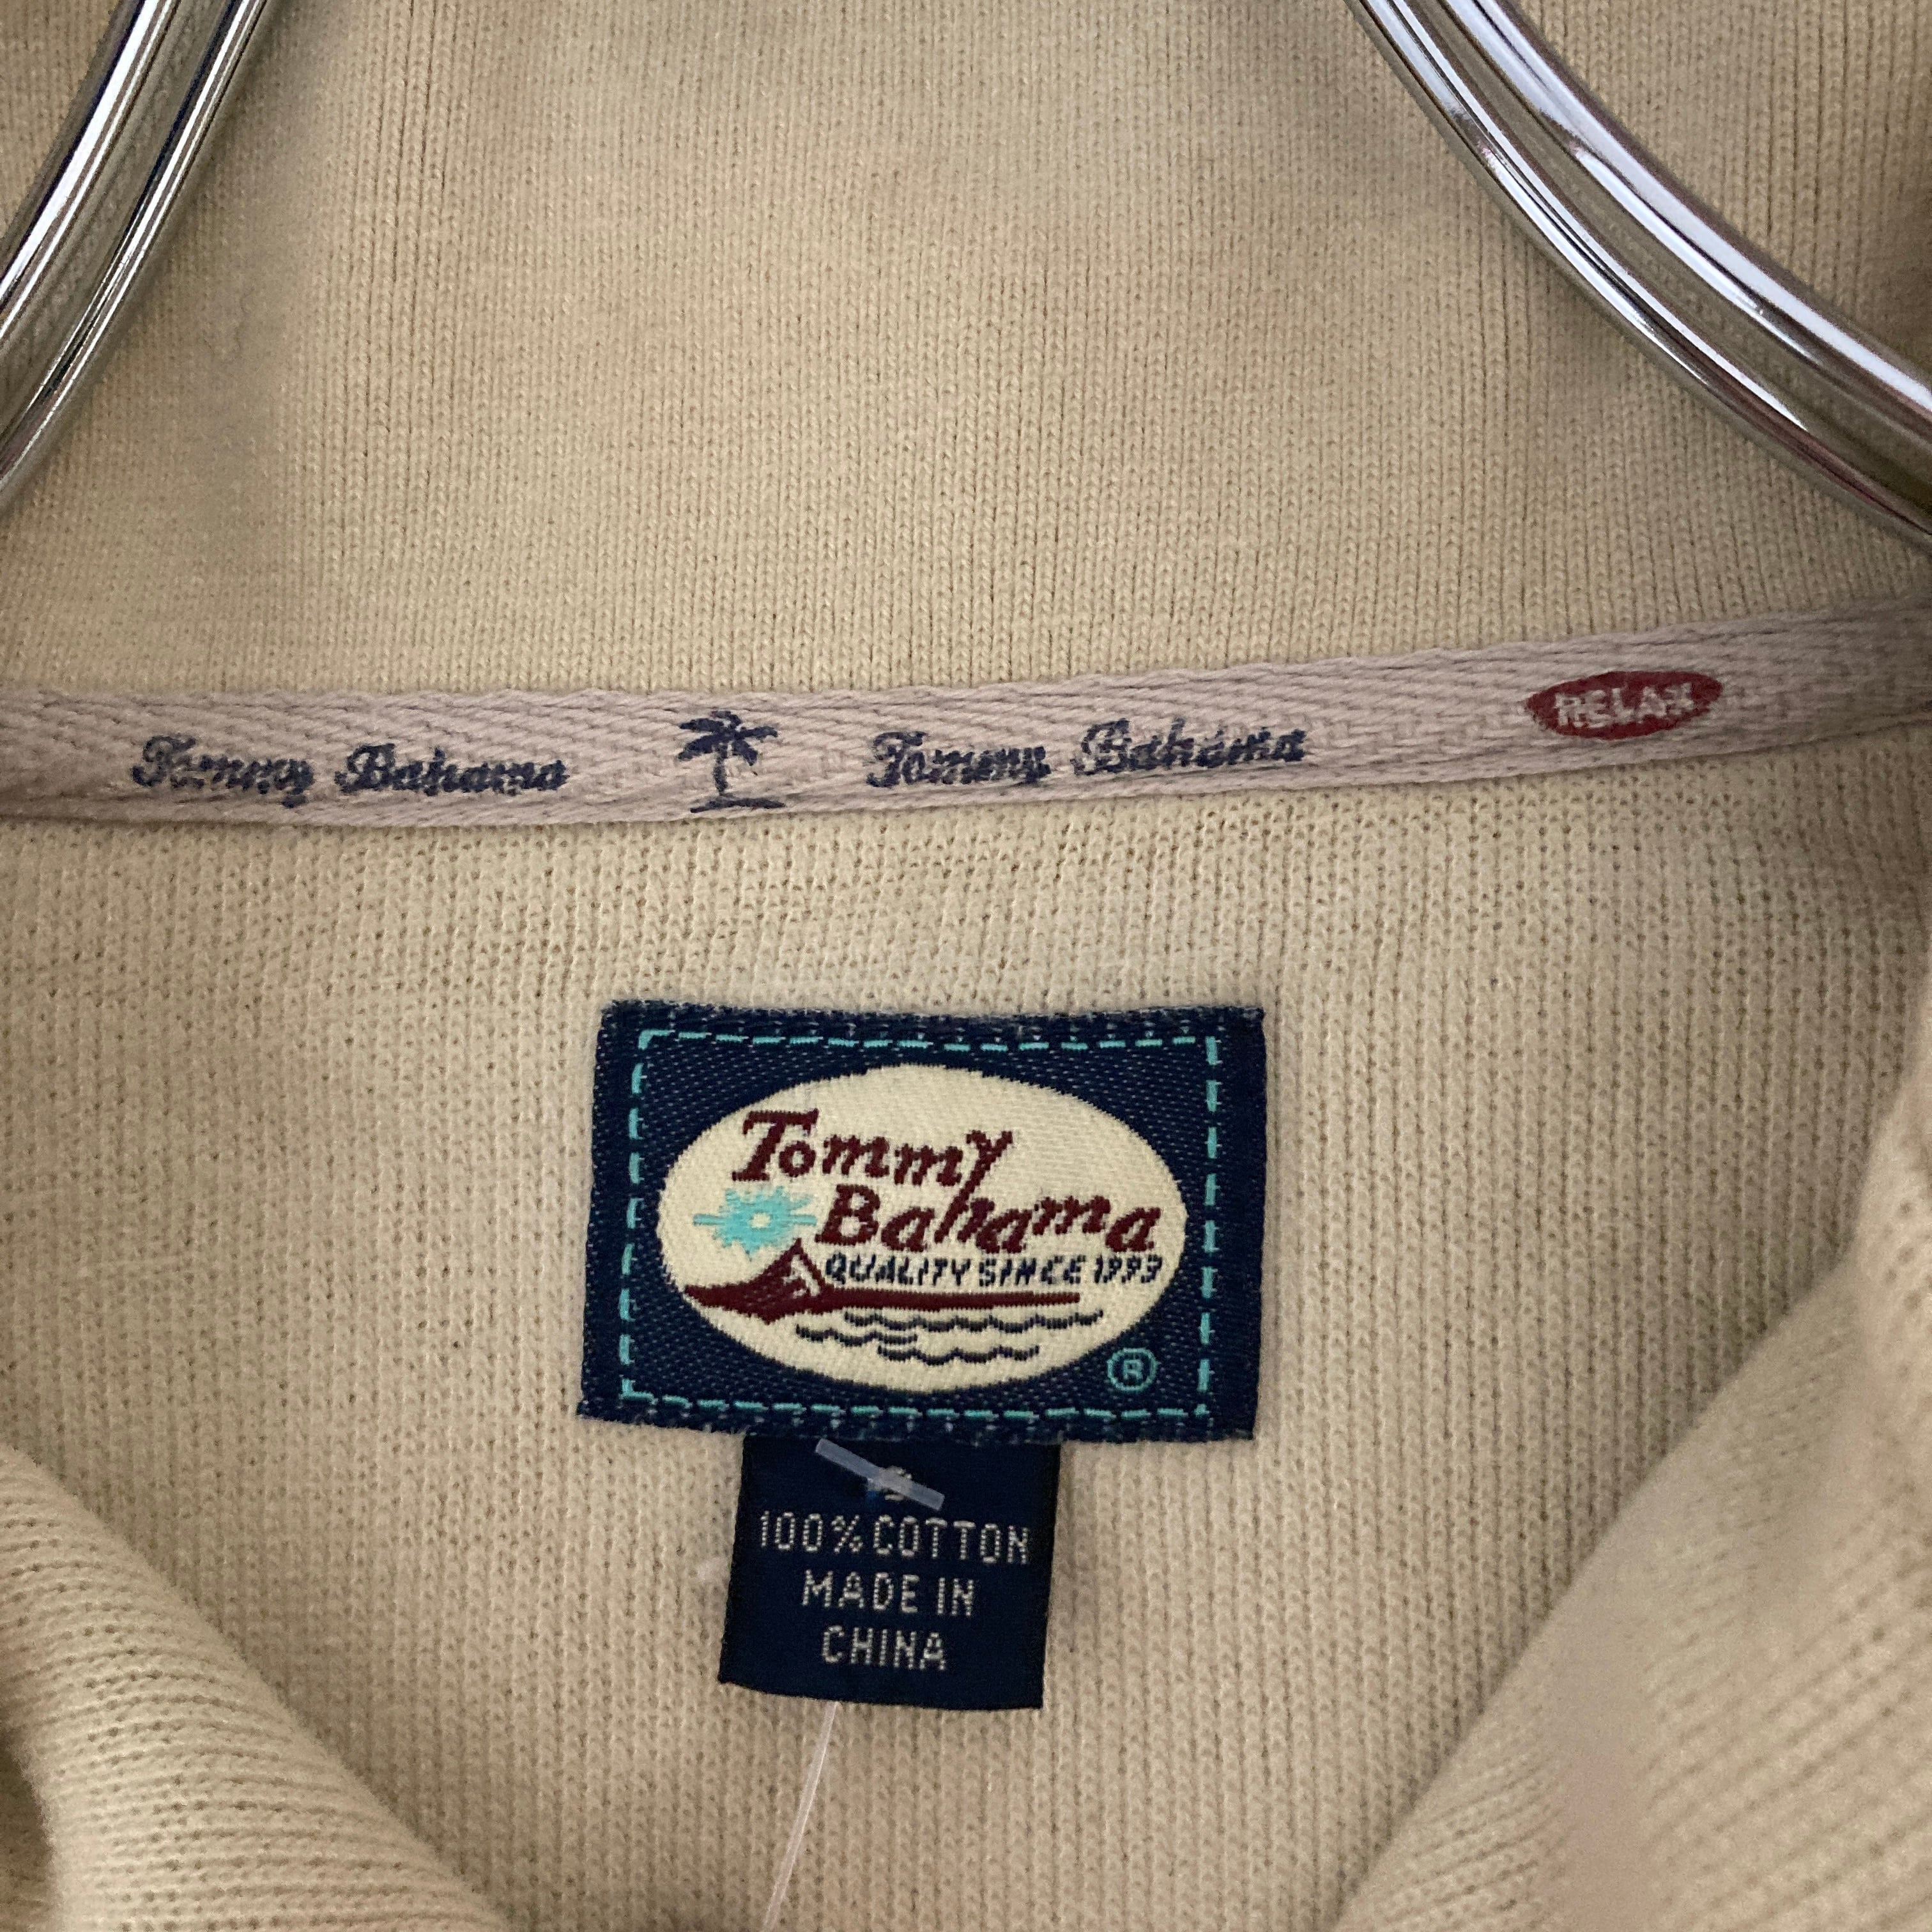 Tommy Bahama Tommy Bahama RELAX
Tommy
Bahama
QUALITY SINCE 1993
®
S
100% COTTON
MADE IN
CHINA